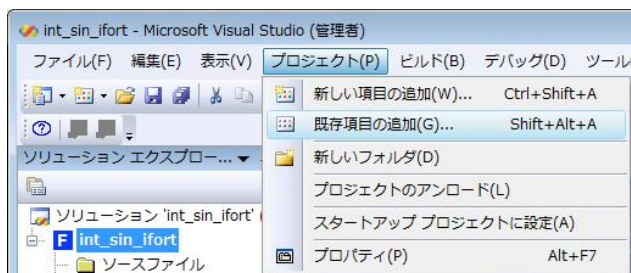 int_sin_ifort - Microsoft Visual Studio (管理者)
ファイル(F) 編集(E) 表示(V) プロジェクト(P) ビルド(B) デバッグ(D) ツール
新しい項目の追加(W)... Ctrl+Shift+A
既存項目の追加(G)... Shift+Alt+A
ソリューション エクスプロー...
新しいフォルダ(D)
プロジェクトのアンロード(L)
ソリューション 'int_sin_ifort'
スタートアップ プロジェクトに設定(A)
F int_sin_ifort
プロパティ(P) Alt+F7
ソースファイル